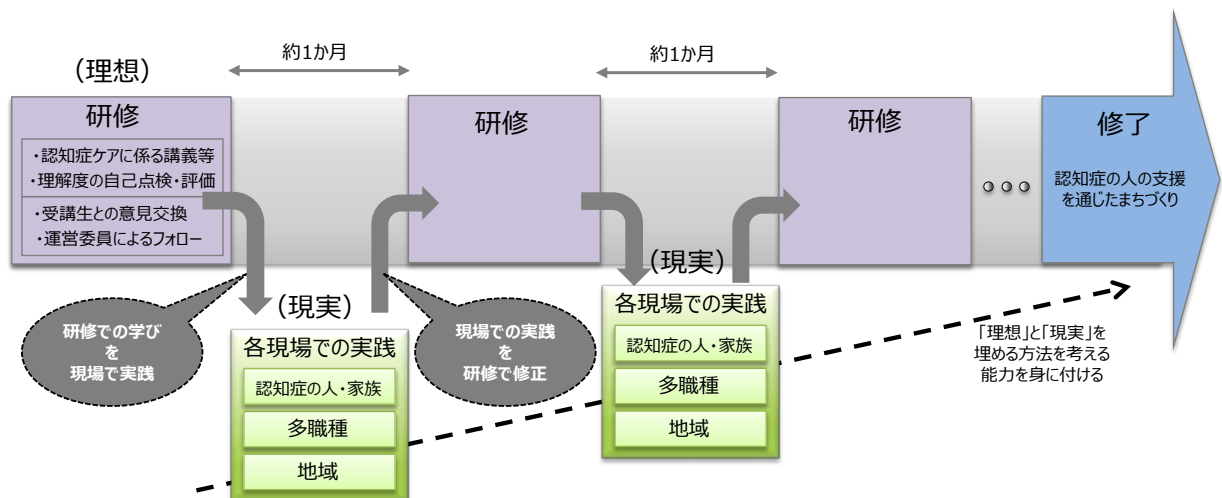 約1か月
約1か月
(理想)
研修
・認知症ケアに係る講義等
・理解度の自己点検・評価
・受講生との意見交換
・運営委員によるフォロー
研修
研修
修了
認知症の人の支援
を通じたまちづくり
研修での学び
を
現場で実践
(現実)
各現場での実践
認知症の人・家族
多職種
地域
現場での実践
を
研修で修正
(現実)
各現場での実践
認知症の人・家族
多職種
地域
「理想」と「現実」を
埋める方法を考える
能力を身に付ける